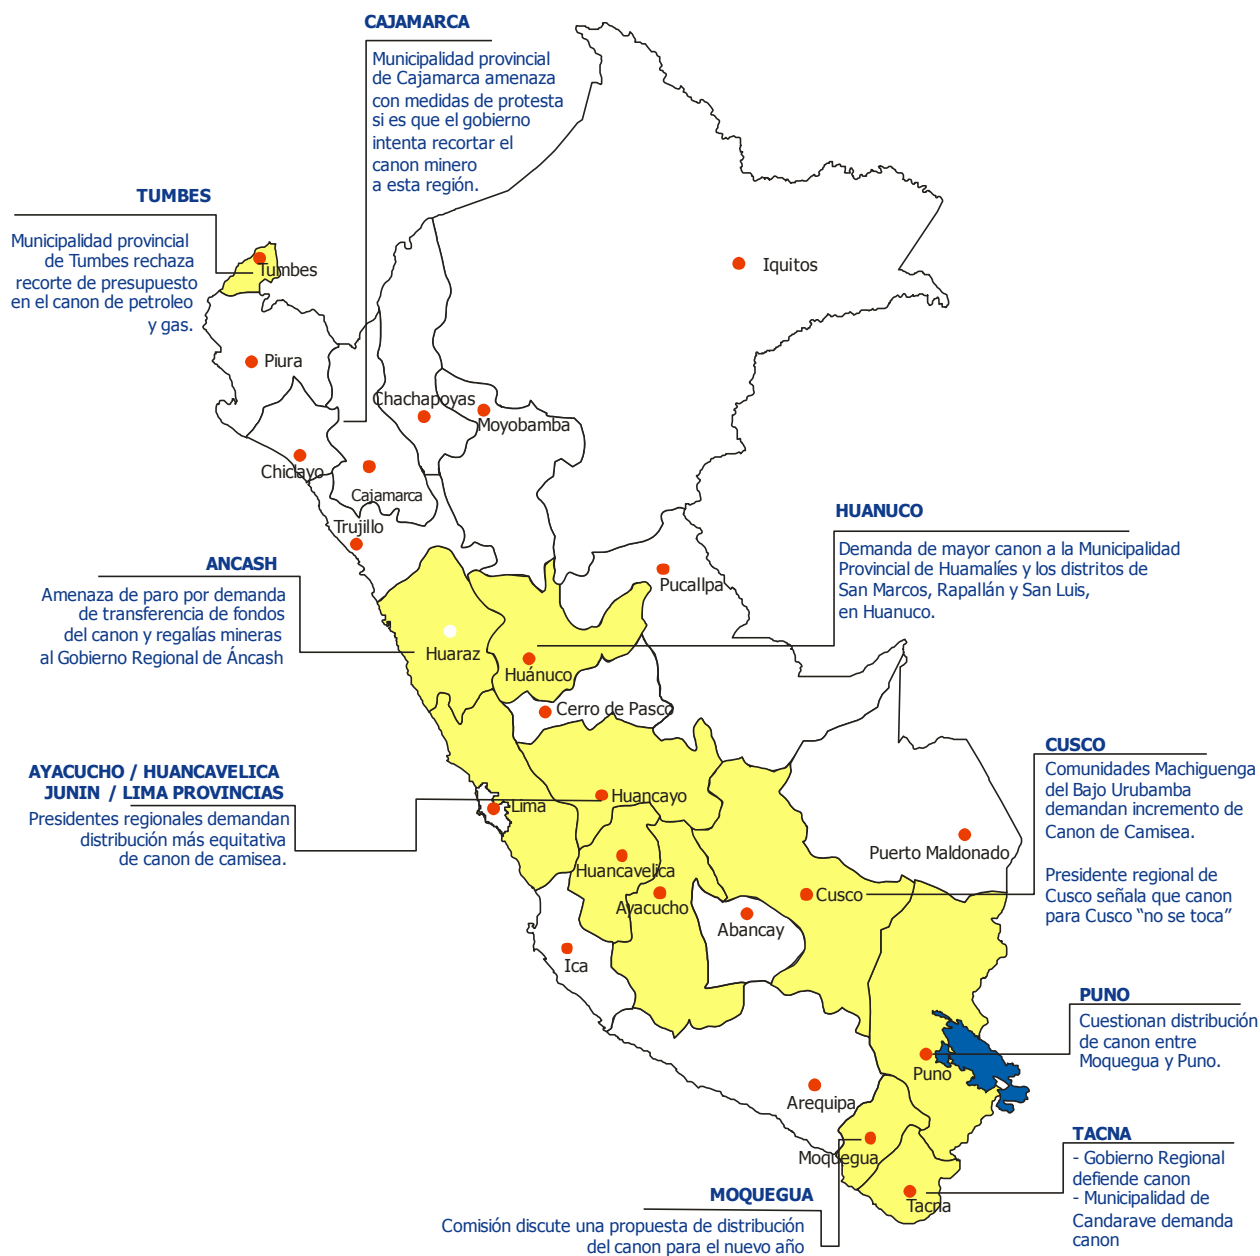 CAJAMARCA
Municipalidad provincial
de Cajamarca amenaza
con medidas de protesta
si es que el gobierno
intenta recortar el
canon minero
a esta región.
TUMBES
Municipalidad provincial
de Tumbes rechaza
recorte de presupuesto
en el canon de petroleo
y gas.
Tumbes
Iquitos
Piura
Chachapoyas
Moyobamba
Chiclayo
Cajamarca
Trujillo
HUANUCO
Demanda de mayor canon a la Municipalidad
Provincial de Huamalíes y los distritos de
San Marcos, Rapallán y San Luis,
en Huanuco.
ANCASH
Amenaza de paro por demanda
de transferencia de fondos
del canon y regalías mineras
al Gobierno Regional de Áncash
Pucallpa
Huaraz
Huánuco
Cerro de Pasco
AYACUCHO / HUANCAVELICA
JUNIN / LIMA PROVINCIAS
Presidentes regionales demandan
distribución más equitativa
de canon de camisea.
Lima
Huancayo
Huancavelica
Ayacucho
Abancay
Cusco
Puerto Maldonado
Ica
CUSCO
Comunidades Machiguenga
del Bajo Urubamba
demandan incremento de
Canon de Camisea.
Presidente regional de
Cusco señala que canon
para Cusco “no se toca”
PUNO
Cuestionan distribución
de canon entre
Moquegua y Puno.
Puno
Arequipa
Moquegua
Tacna
TACNA
- Gobierno Regional
defiende canon
- Municipalidad de
Candarave demanda
canon
MOQUEGUA
Comisión discute una propuesta de distribución
del canon para el nuevo año